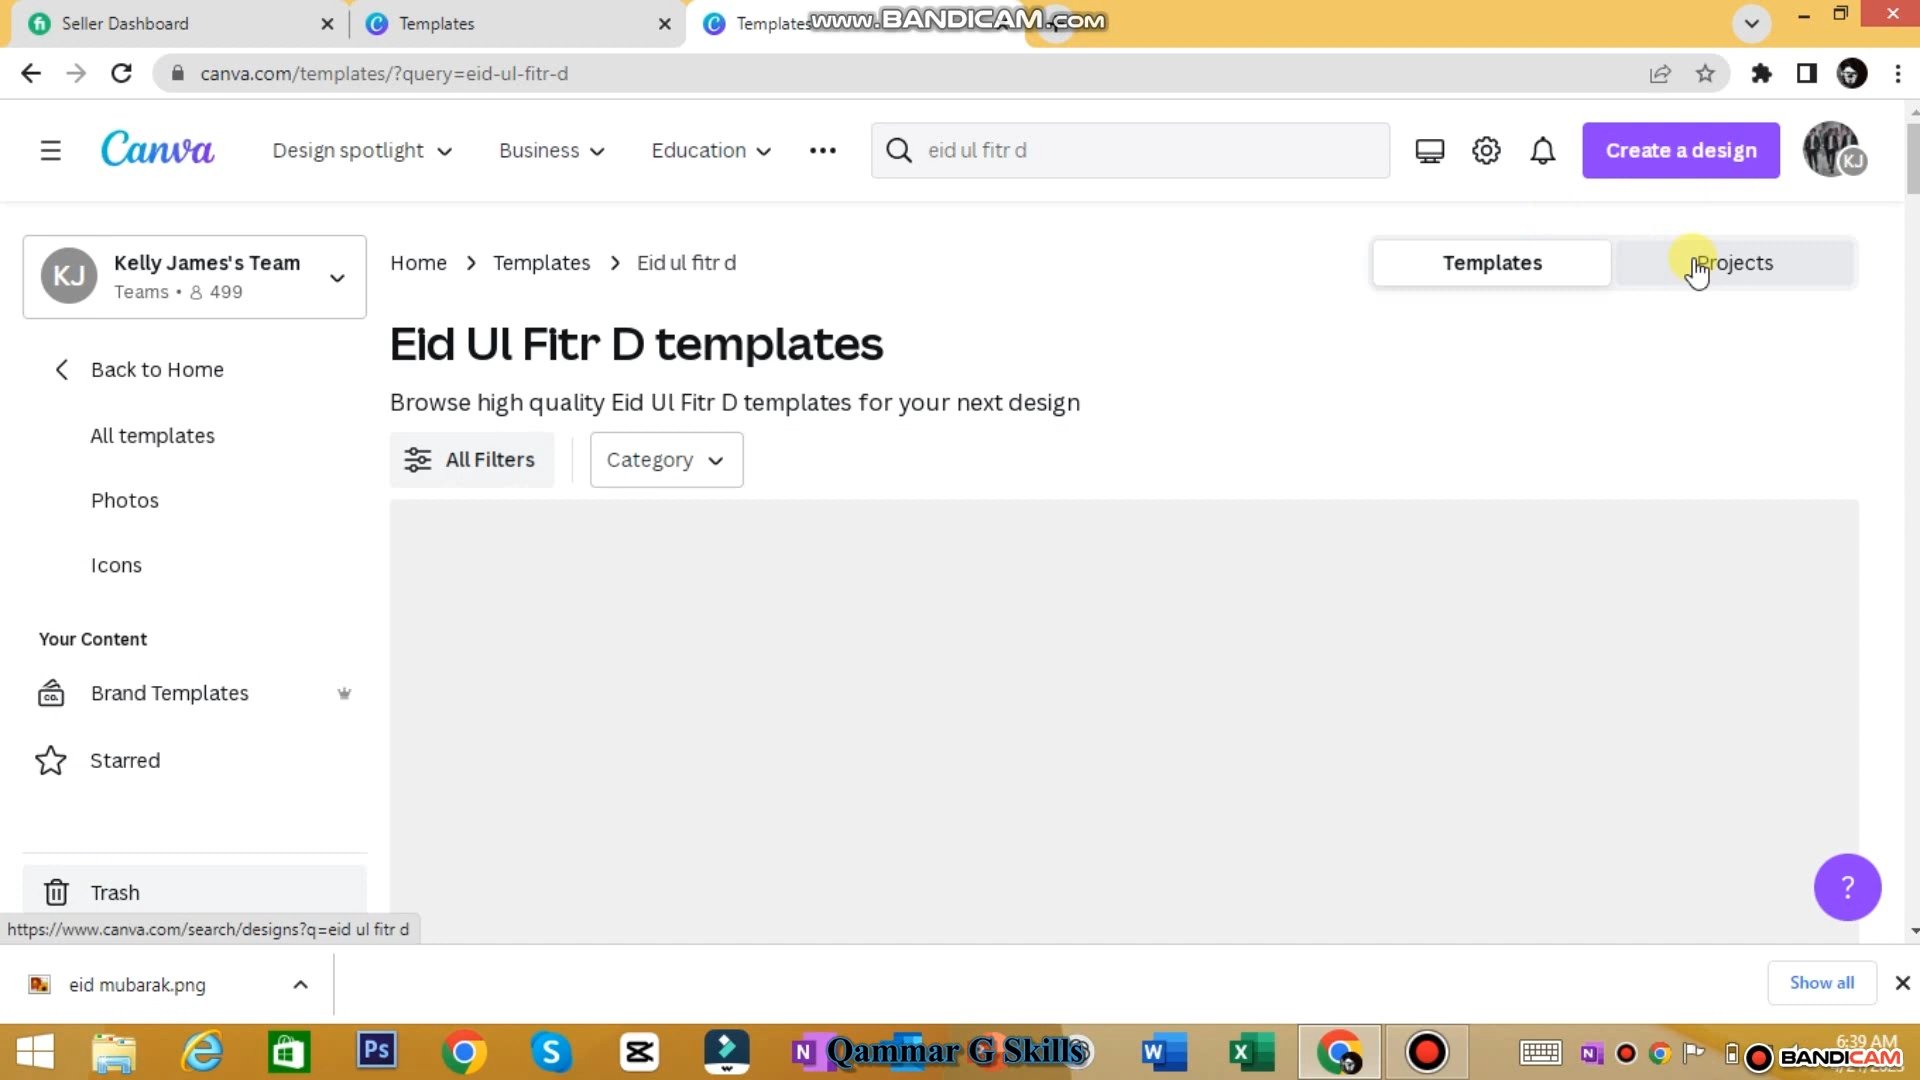 Seller Dashboard
Templates
Templates
www.BANDICAM.com
canva.com/templates/?query=eid-ul-fitr-d
Canva
Design spotlight
Business
Education
eid ul fitr d
Create a design
KJ
KJ
Kelly James's Team
Teams • 499
Home > Templates > Eid ul fitr d
Templates
Projects
Eid Ul Fitr D templates
Back to Home
Browse high quality Eid Ul Fitr D templates for your next design
All templates
All Filters
Category
Photos
Icons
Your Content
CO.
Brand Templates
Starred
Trash
?
https://www.canva.com/search/designs?q=eid ul fitr d
eid mubarak.png
Show all
Ps
S
N
Qammar G Skills
W
X
N
6:39 AM
BANDICAM